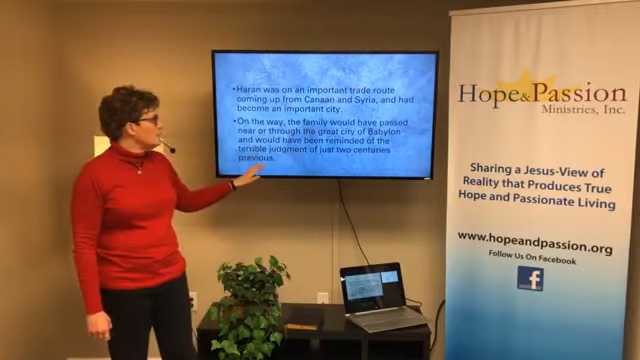 •Haran was on an important trade route
coming up from Canaan and Syria, and had
become an important city.
•On the way, the family would have passed
near or through the great city of Babylon
and would have been reminded of the
terrible judgment of just two centuries
previous.
Hope&Passion
Ministries, Inc.
Sharing a Jesus-View of
Reality that Produces True
Hope and Passionate Living
www.hopeandpassion.org
Follow Us On Facebook
f